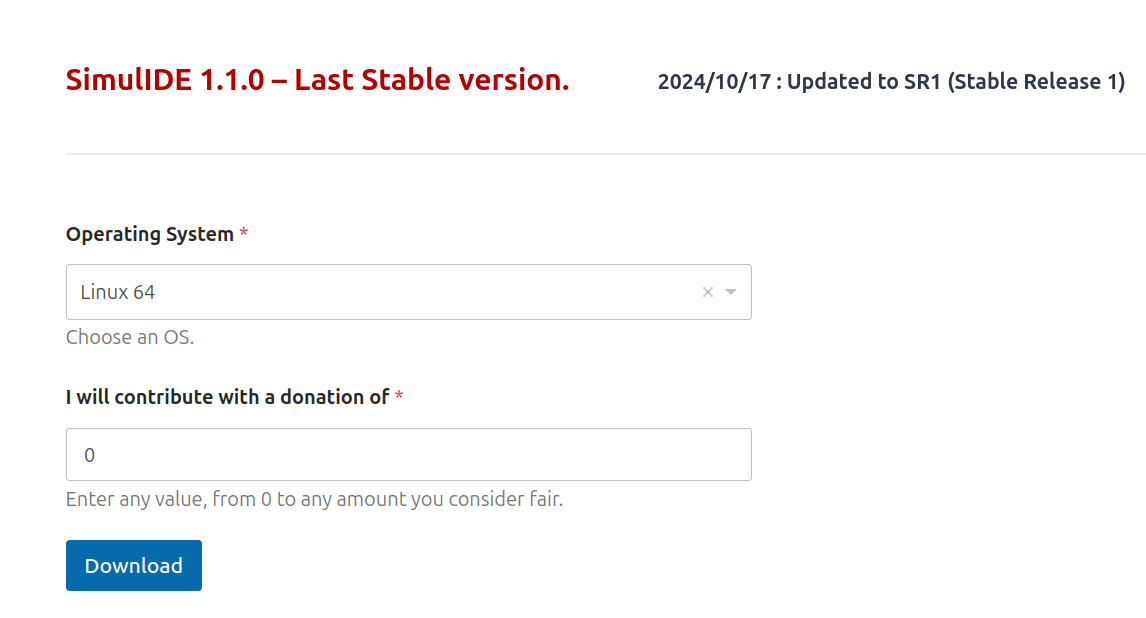 SimulIDE 1.1.0 – Last Stable version.
2024/10/17 : Updated to SR1 (Stable Release 1)
Operating System *
Linux 64
Choose an OS.
I will contribute with a donation of *
0
Enter any value, from 0 to any amount you consider fair.
Download